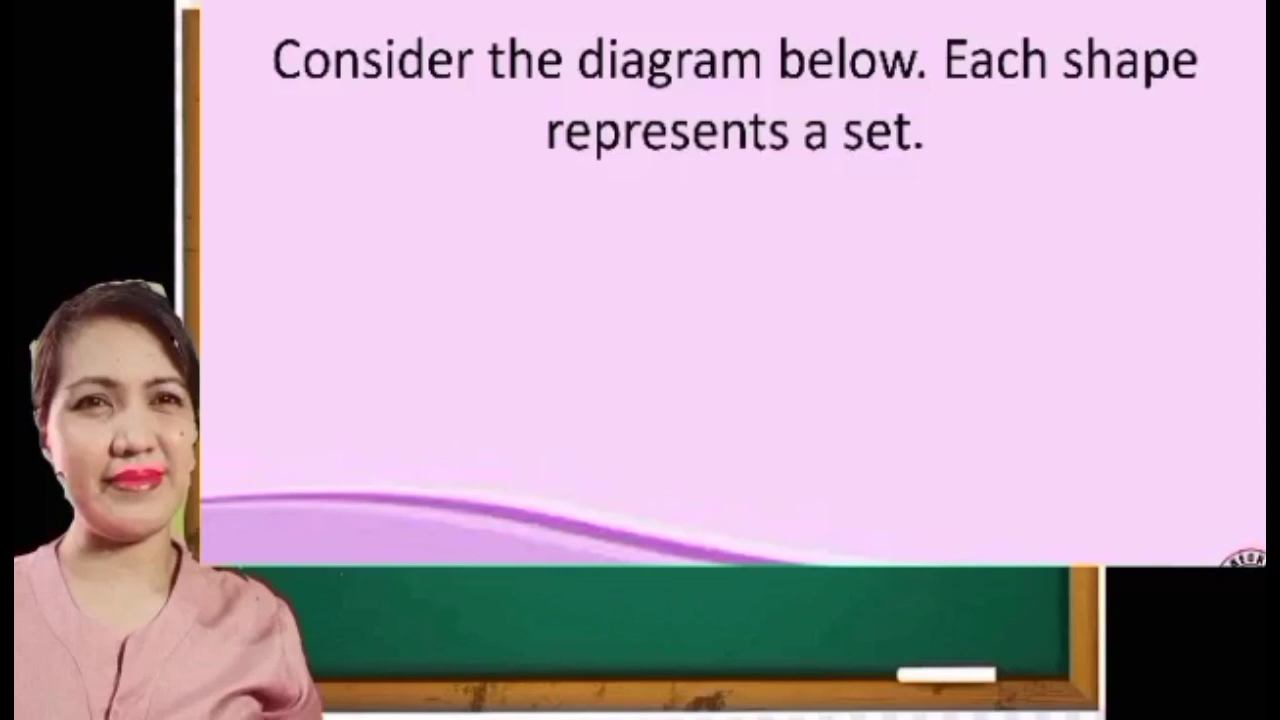 Consider the diagram below. Each shape
represents a set.